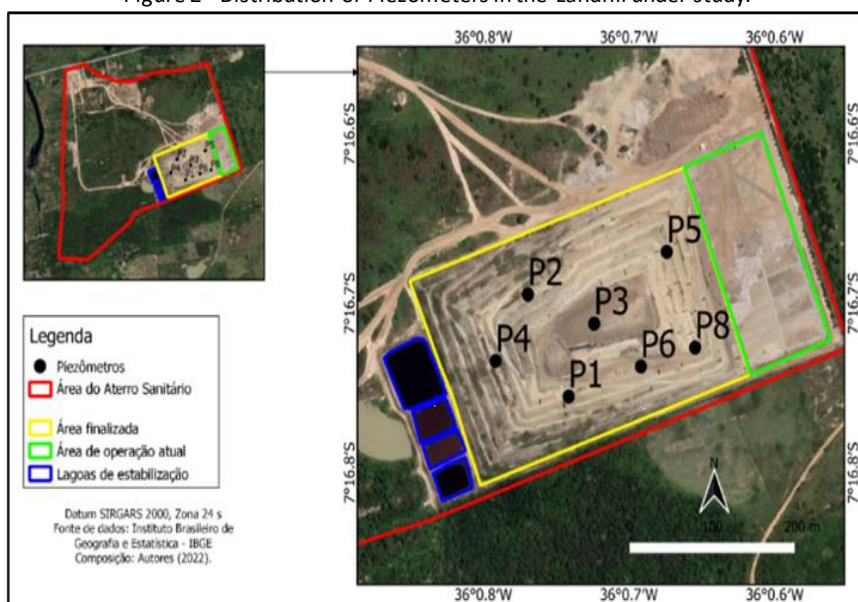 Figure 2 - Distribution of Piezometers in the Landfill under study.
36°0.8'W 36°0.7'W 36°0.6'W
7°16.6'S 7°16.6'S
P5
P2
7°16.7'S P3 7°16.7'S
P4 P6 P8
P1
7°16.8'S 7°16.8'S
N
0 100 200 m
36°0.8'W 36°0.7'W 36°0.6'W
Legenda
Piezômetros
Área do Aterro Sanitário
Área finalizada
Área de operação atual
Lagoas de estabilização
Datum SIRGARS 2000, Zona 24 s
Fonte de dados: Instituto Brasileiro de
Geografia e Estatística - IBGE
Composição: Autores (2022).